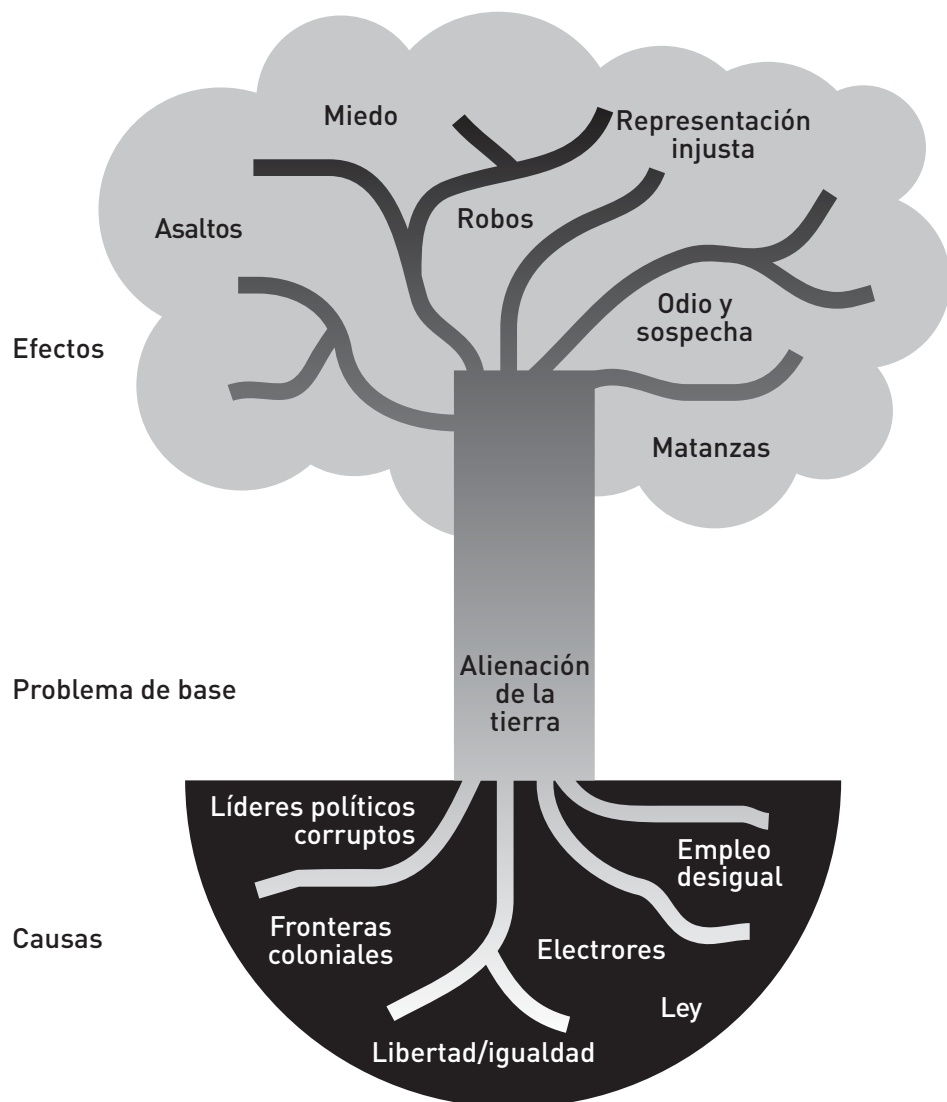 Miedo
Representación
injusta
Robos
Asaltos
Odio y
sospecha
Efectos
Matanzas
Alienación
de la
tierra
Problema de base
Líderes políticos
corruptos
Empleo
desigual
Fronteras
coloniales
Causas
Electrores
Ley
Libertad/igualdad